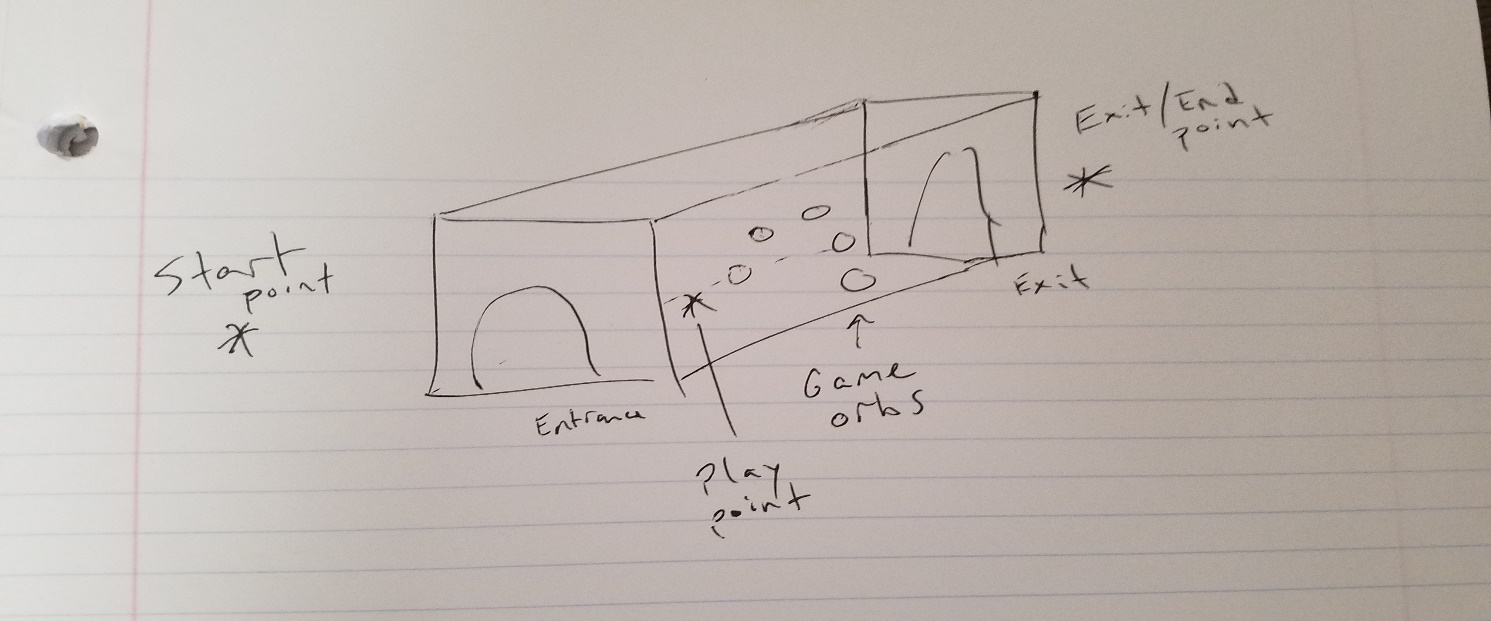 Exit/End
point
Start
point
Exit
Game
orbs
Entrance
Play
point